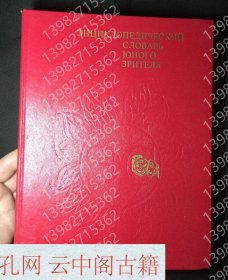 ЭНЦИКЛОПЕДИЧЕСКИЙ
СЛОВАРЬ
ЮНОГО
ЗРИТЕЛЯ
13982715362
孔网 云中阁古籍